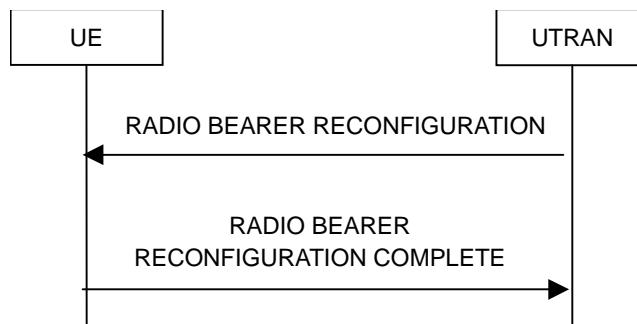 UE
UTRAN
RADIO BEARER RECONFIGURATION
RADIO BEARER
RECONFIGURATION COMPLETE